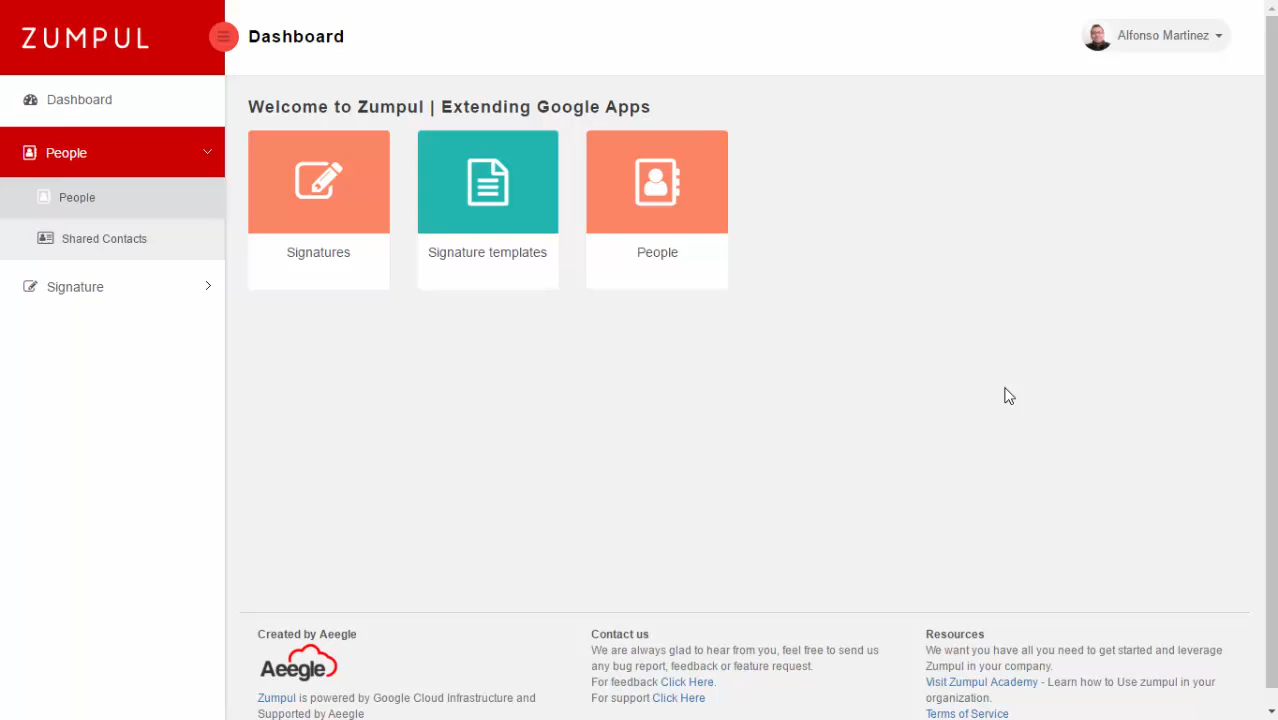 ZUMPUL
Dashboard
Alfonso Martinez
Dashboard
People
People
Shared Contacts
Signature
Welcome to Zumpul | Extending Google Apps
Signatures
Signature templates
People
Created by Aeegle
Aeegle
Zumpul is powered by Google Cloud Infrastructure and
Supported by Aeegle
Contact us
We are always glad to hear from you, feel free to send us
any bug report, feedback or feature request.
For feedback Click Here.
For support Click Here
Resources
We want you have all you need to get started and leverage
Zumpul in your company.
Visit Zumpul Academy - Learn how to Use zumpul in your
organization.
Terms of Service